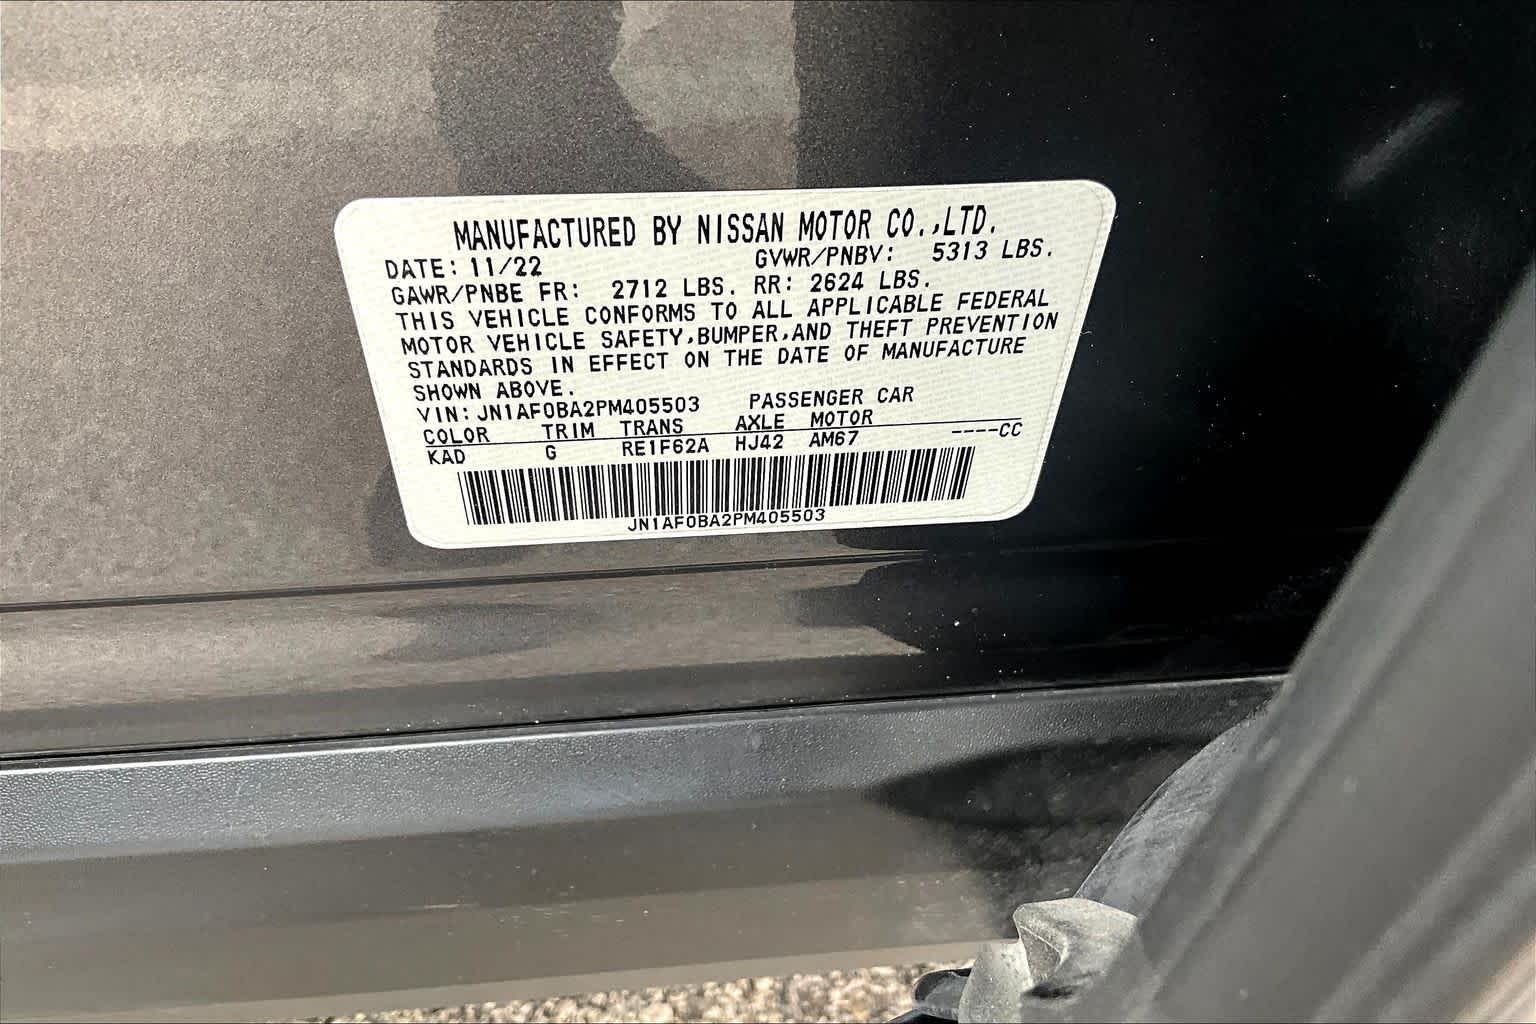 MANUFACTURED BY NISSAN MOTOR CO.,LTD.
DATE: 11/22 GVWR/PNBV: 5313 LBS.
GAWR/PNBE FR: 2712 LBS. RR: 2624 LBS.
THIS VEHICLE CONFORMS TO ALL APPLICABLE FEDERAL
MOTOR VEHICLE SAFETY,BUMPER,AND THEFT PREVENTION
STANDARDS IN EFFECT ON THE DATE OF MANUFACTURE
SHOWN ABOVE.
VIN: JN1AF0BA2PM405503 PASSENGER CAR
COLOR TRIM TRANS AXLE MOTOR
KAD G RE1F62A HJ42 AM67 ----CC
JN1AF0BA2PM405503